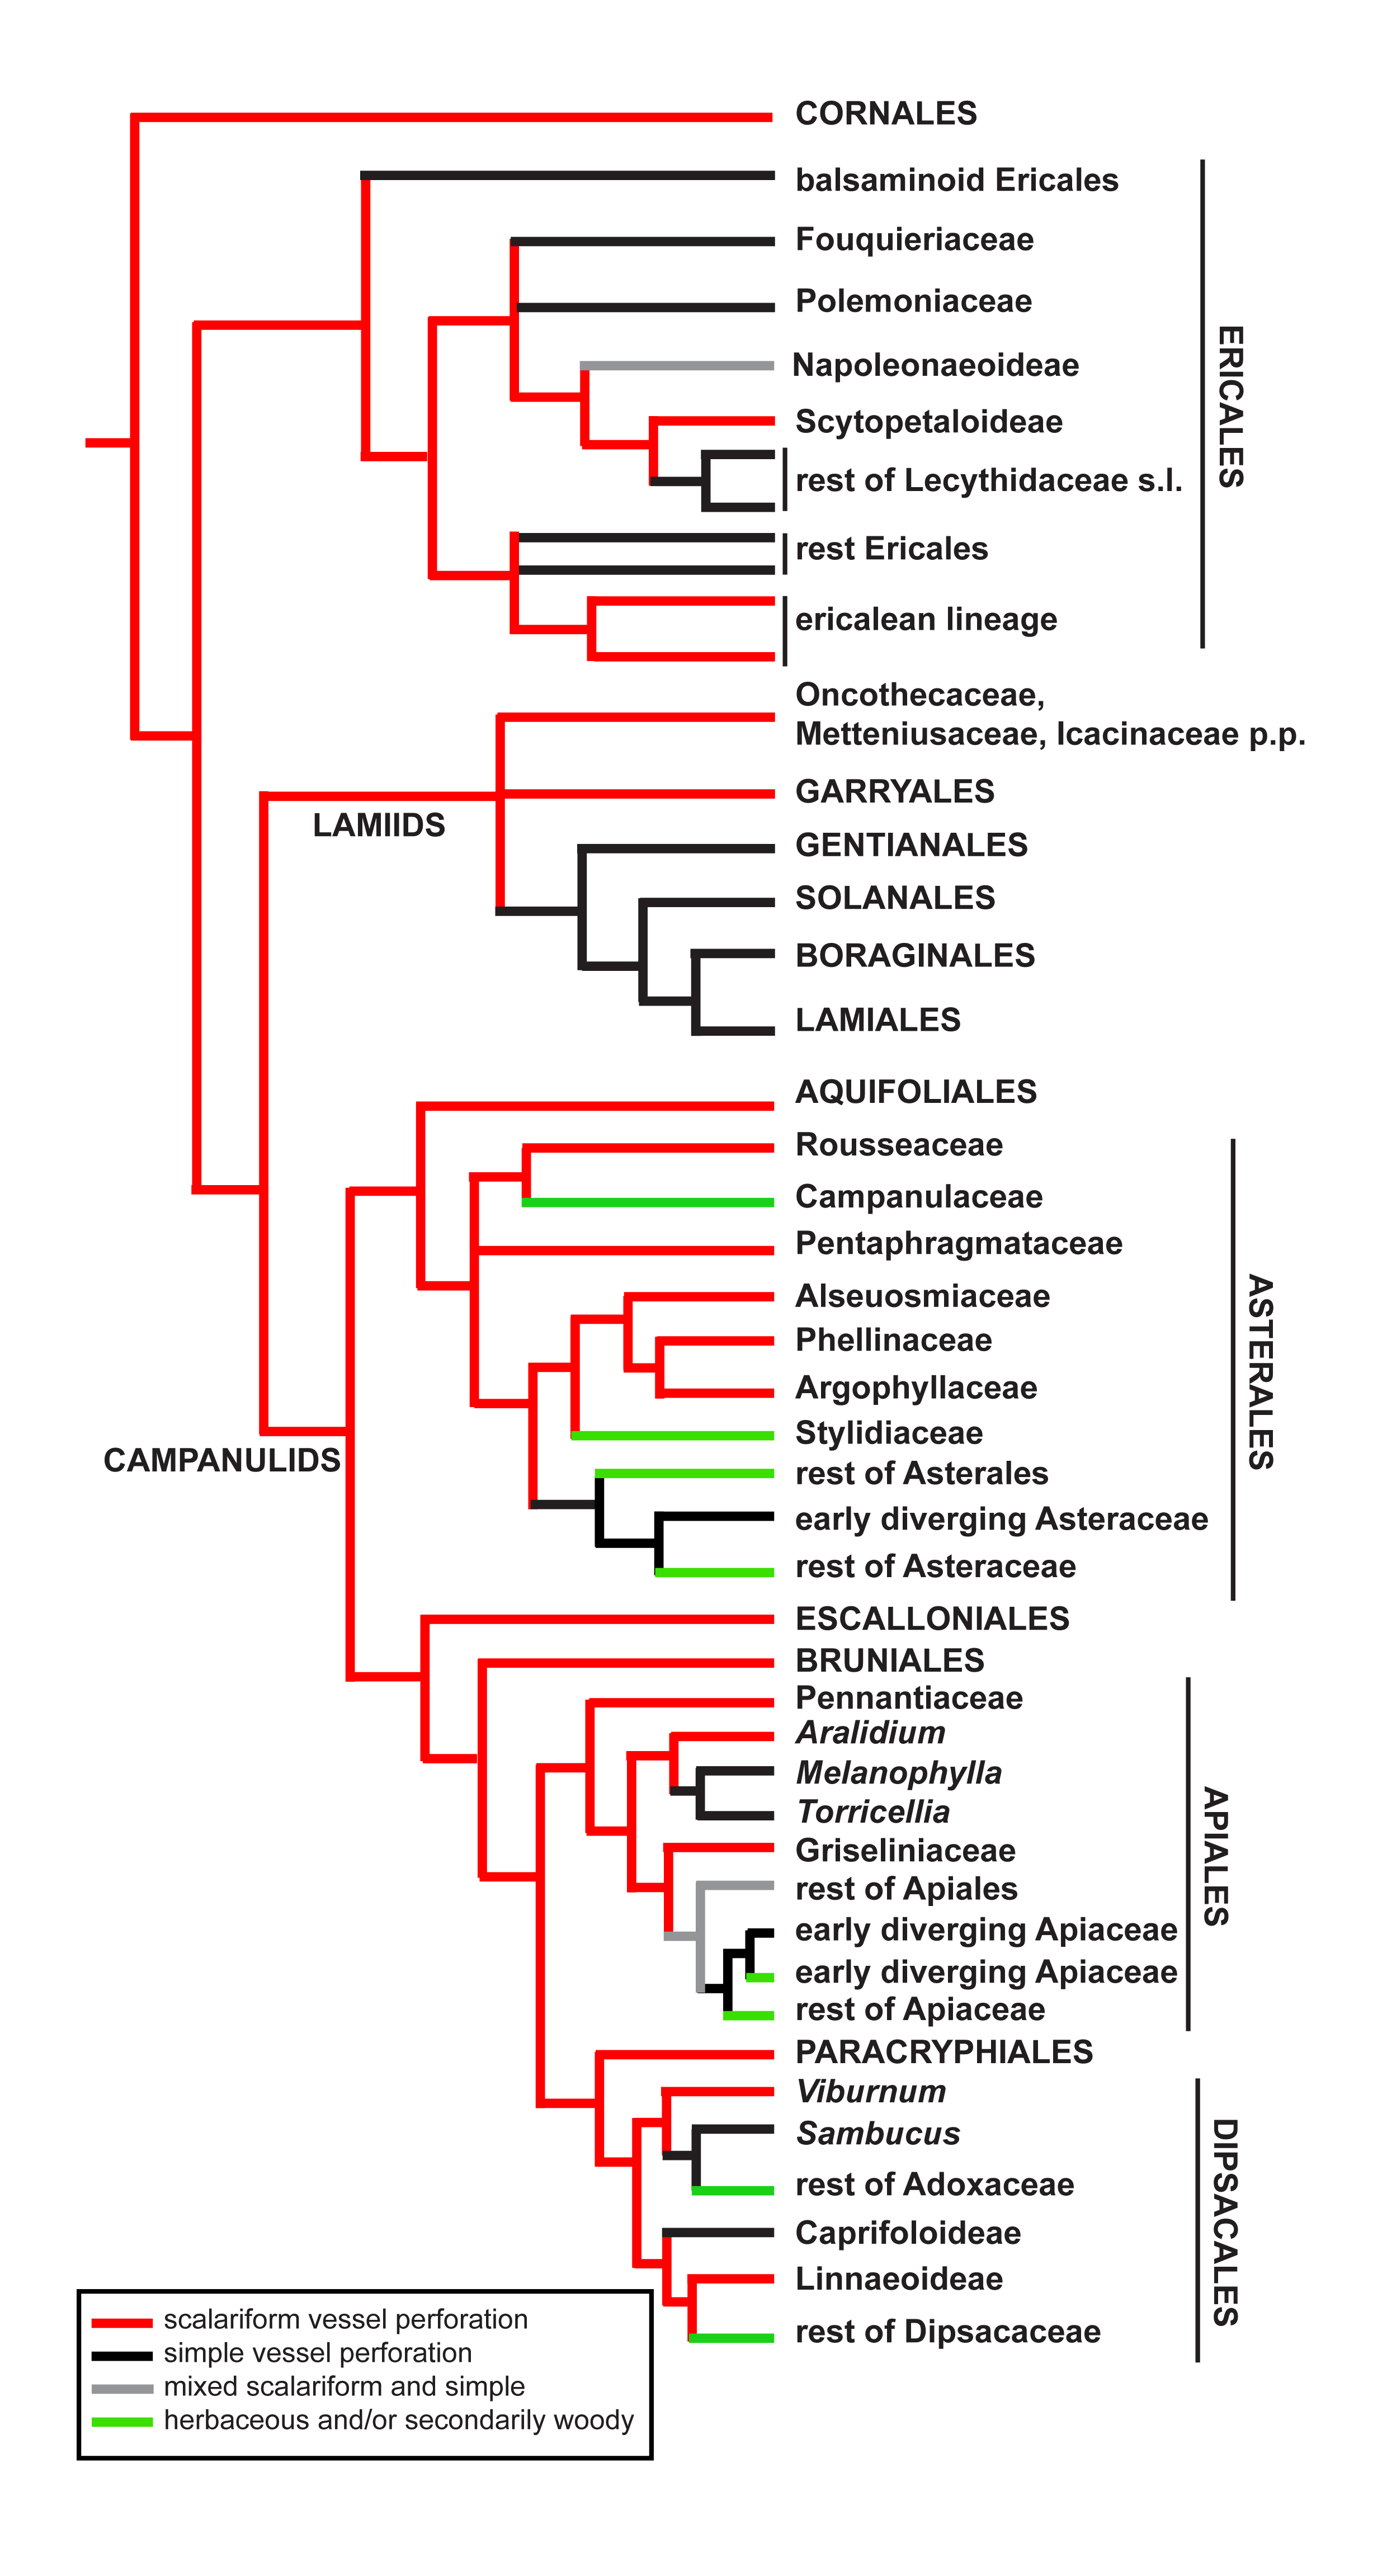 CORNALES
balsaminoid Ericales
Fouquieriaceae
Polemoniaceae
Napoleonaeoideae
Scytopetaloideae
rest of Lecythidaceae s.l.
rest Ericales
ericalean lineage
ERICALES
Oncothecaceae,
Metteniusaceae, Icacinaceae p.p.
GARRYALES
LAMIIDS
GENTIANALES
SOLANALES
BORAGINALES
LAMIALES
AQUIFOLIALES
Rousseaceae
Campanulaceae
Pentaphragmataceae
Alseuosmiaceae
Phellinaceae
Argophyllaceae
Stylidiaceae
CAMPANULIDS
rest of Asterales
early diverging Asteraceae
rest of Asteraceae
ASTERALES
ESCALLONIALES
BRUNIALES
Pennantiaceae
Aralidium
Melanophylla
Torricellia
Griseliniaceae
rest of Apiales
early diverging Apiaceae
early diverging Apiaceae
rest of Apiaceae
APIALES
PARACRYPHIALES
Viburnum
Sambucus
rest of Adoxaceae
Caprifoloideae
Linnaeoideae
rest of Dipsacaceae
DIPSACALES
scalariform vessel perforation
simple vessel perforation
mixed scalariform and simple
herbaceous and/or secondarily woody